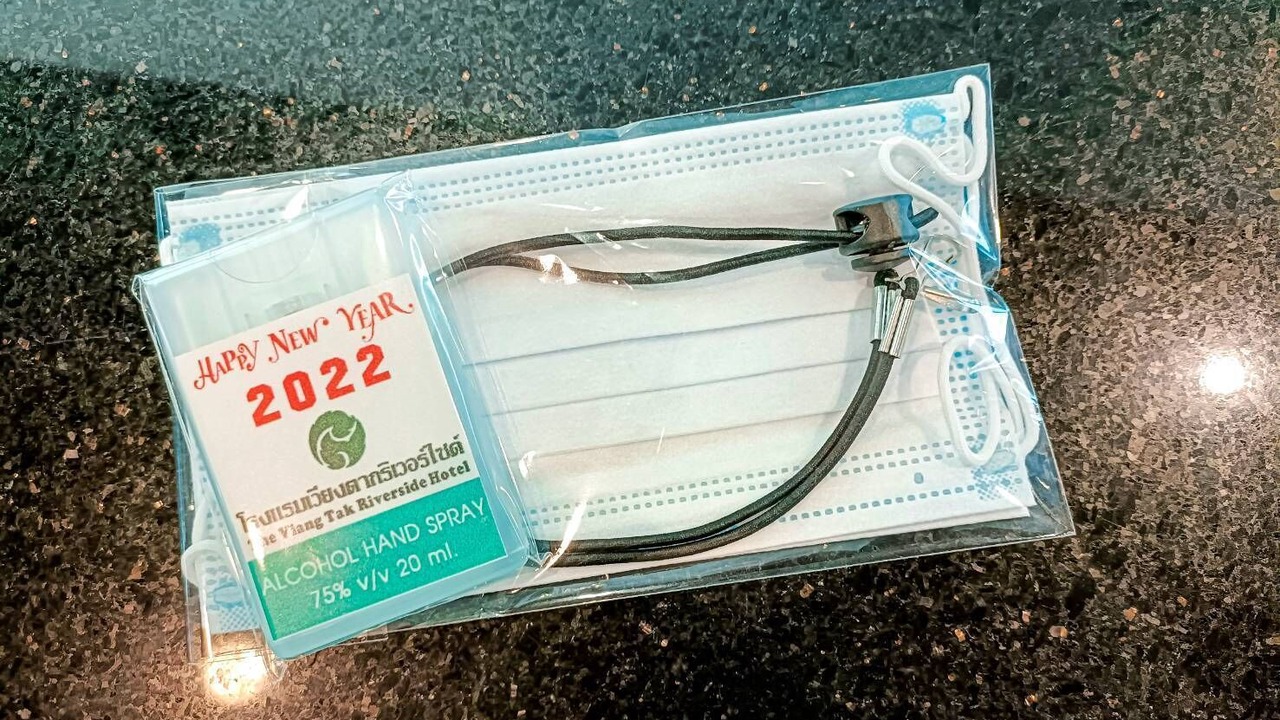 HAPPY NEW YEAR
2022
โรงแรมเวียงตากริเวอร์ไซด์
The Viang Tak Riverside Hotel
ALCOHOL HAND SPRAY
75% v/v 20 ml.